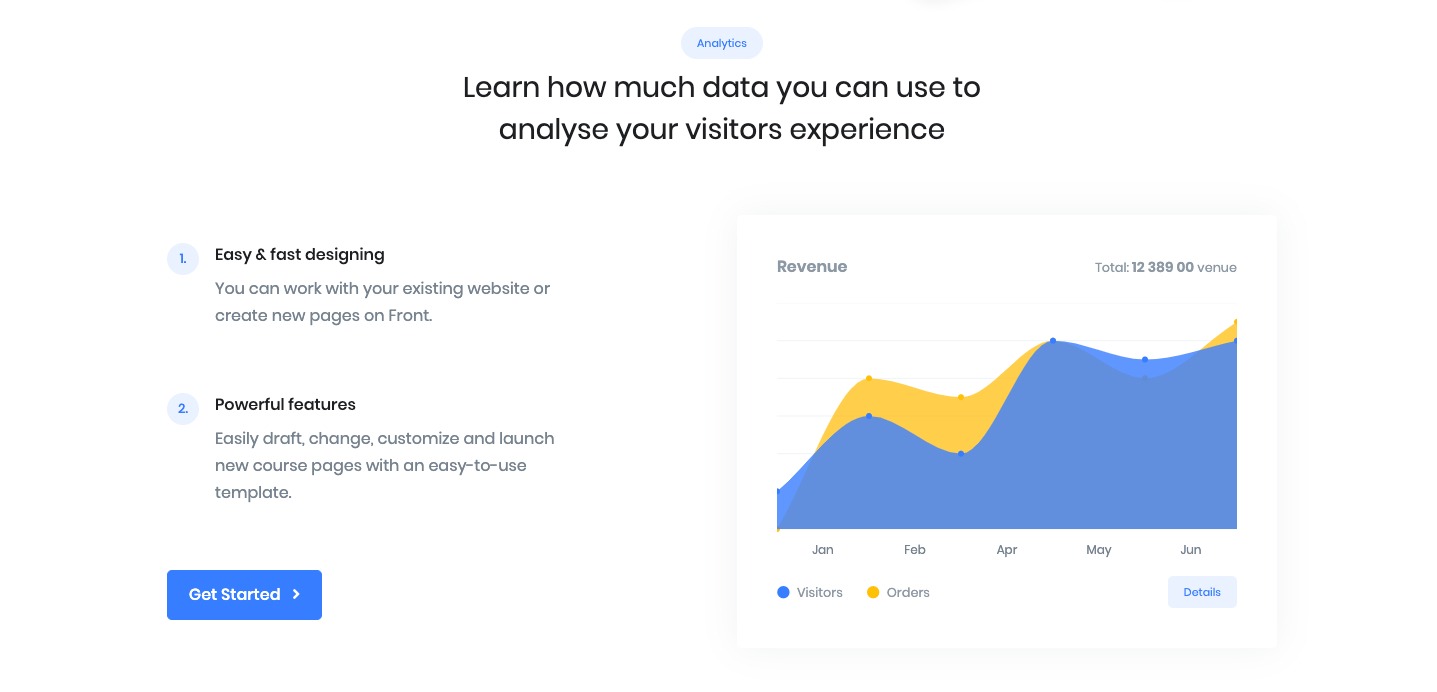 Analytics
Learn how much data you can use to
analyse your visitors experience
1.
Easy & fast designing
You can work with your existing website or
create new pages on Front.
2.
Powerful features
Easily draft, change, customize and launch
new course pages with an easy-to-use
template.
Get Started
Revenue
Total: 12 389 00 venue
Jan Feb Apr May Jun
Visitors Orders
Details